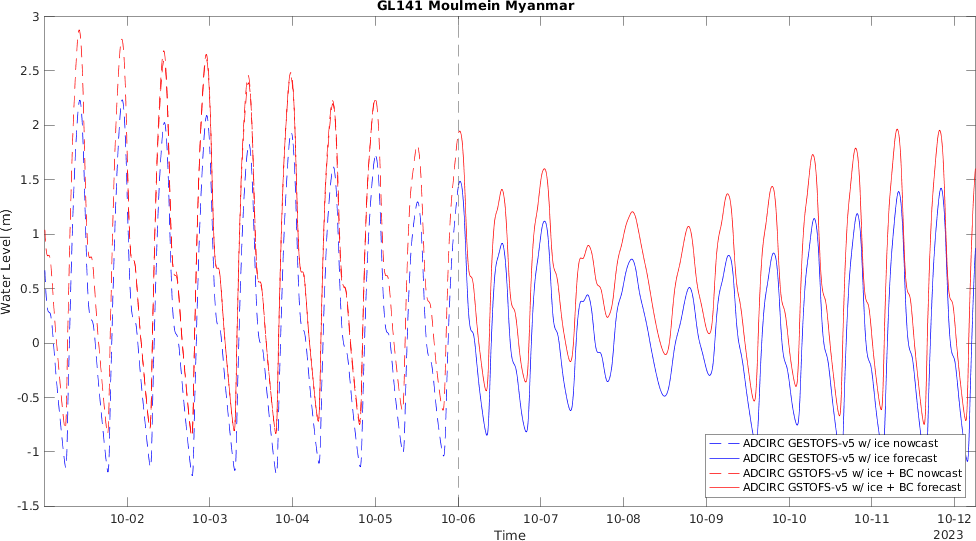 GL141 Moulmein Myanmar
3
2.5
2
1.5
1
0.5
0
-0.5
-1
-1.5
Water Level (m)
10-02 10-03 10-04 10-05 10-06 10-07 10-08 10-09 10-10 10-11 10-12
Time
2023
ADCIRC GESTOFS-v5 w/ ice nowcast
ADCIRC GESTOFS-v5 w/ ice forecast
ADCIRC GSTOFS-v5 w/ ice + BC nowcast
ADCIRC GSTOFS-v5 w/ ice + BC forecast